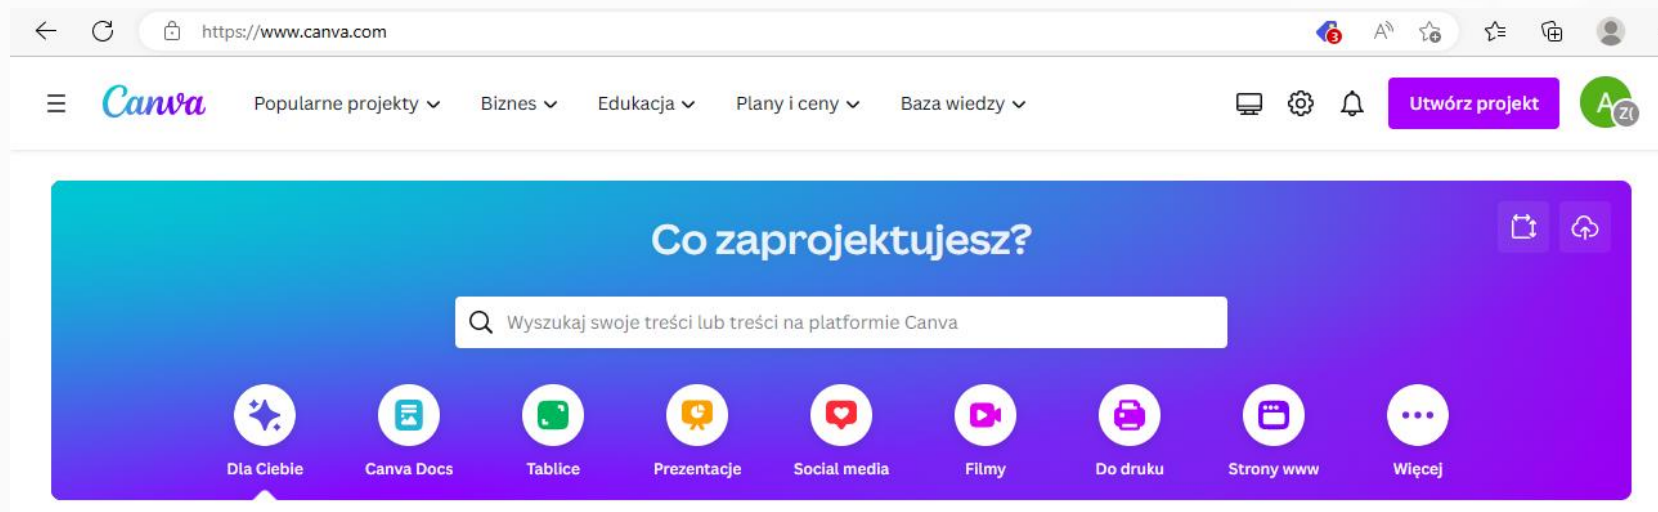 https://www.canva.com
3
Canva Popularne projekty Biznes Edukacja Plany i ceny Baza wiedzy Utwórz projekt A Z(
Co zaprojektujesz?
Wyszukaj swoje treści lub treści na platformie Canva
Dla Ciebie Canva Docs Tablice Prezentacje Social media Filmy Do druku Strony www Więcej